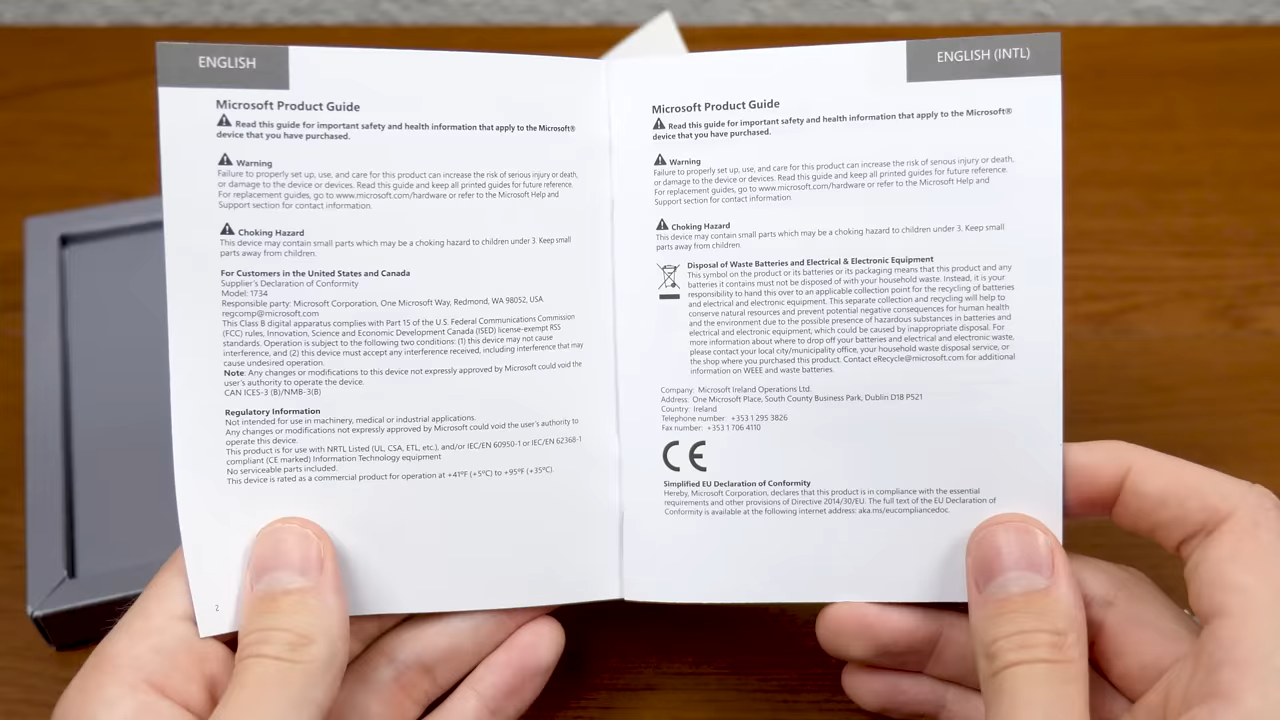 ENGLISH
Microsoft Product Guide
Read this guide for important safety and health information that apply to the Microsoft®
device that you have purchased.
Warning
Failure to properly set up, use, and care for this product can increase the risk of serious injury or death,
or damage to the device or devices. Read this guide and keep all printed guides for future reference.
For replacement guides, go to www.microsoft.com/hardware or refer to the Microsoft Help and
Support section for contact information.
Choking Hazard
This device may contain small parts which may be a choking hazard to children under 3. Keep small
parts away from children.
For Customers in the United States and Canada
Supplier's Declaration of Conformity
Model: 1734
Responsible party: Microsoft Corporation, One Microsoft Way, Redmond, WA 98052, USA
regcomp@microsoft.com
This Class B digital apparatus complies with Part 15 of the U.S. Federal Communications Commission
(FCC) rules, Innovation, Science and Economic Development Canada (ISED) license-exempt RSS
standards. Operation is subject to the following two conditions: (1) this device may not cause
interference, and (2) this device must accept any interference received, including interference that may
cause undesired operation.
Note: Any changes or modifications to this device not expressly approved by Microsoft could void the
user's authority to operate the device.
CAN ICES-3 (B)/NMB-3(B)
Regulatory Information
Not intended for use in machinery, medical or industrial applications.
Any changes or modifications not expressly approved by Microsoft could void the user's authority to
operate this device.
This product is for use with NRTL Listed (UL, CSA, ETL, etc.), and/or IEC/EN 60950-1 or IEC/EN 62368-1
compliant (CE marked) Information Technology equipment
No serviceable parts included.
This device is rated as a commercial product for operation at +41ºF (+5ºC) to +95ºF (+35ºC).
2
ENGLISH (INTL)
Microsoft Product Guide
Read this guide for important safety and health information that apply to the Microsoft®
device that you have purchased.
Warning
Failure to properly set up, use, and care for this product can increase the risk of serious injury or death,
or damage to the device or devices. Read this guide and keep all printed guides for future reference.
For replacement guides, go to www.microsoft.com/hardware or refer to the Microsoft Help and
Support section for contact information.
Choking Hazard
This device may contain small parts which may be a choking hazard to children under 3. Keep small
parts away from children.
Disposal of Waste Batteries and Electrical & Electronic Equipment
This symbol on the product or its batteries or its packaging means that this product and any
batteries it contains must not be disposed of with your household waste. Instead, it is your
responsibility to hand this over to an applicable collection point for the recycling of batteries
and electrical and electronic equipment. This separate collection and recycling will help to
conserve natural resources and prevent potential negative consequences for human health
and the environment due to the possible presence of hazardous substances in batteries and
electrical and electronic equipment, which could be caused by inappropriate disposal. For
more information about where to drop off your batteries and electrical and electronic waste,
please contact your local city/municipality office, your household waste disposal service, or
the shop where you purchased this product. Contact eRecycle@microsoft.com for additional
information on WEEE and waste batteries.
Company: Microsoft Ireland Operations Ltd.
Address: One Microsoft Place, South County Business Park, Dublin D18 P521
Country: Ireland
Telephone number: +353 1 295 3826
Fax number: +353 1 706 4110
CE
Simplified EU Declaration of Conformity
Hereby, Microsoft Corporation, declares that this product is in compliance with the essential
requirements and other provisions of Directive 2014/30/EU. The full text of the EU Declaration of
Conformity is available at the following internet address: aka.ms/eucompliancedoc.